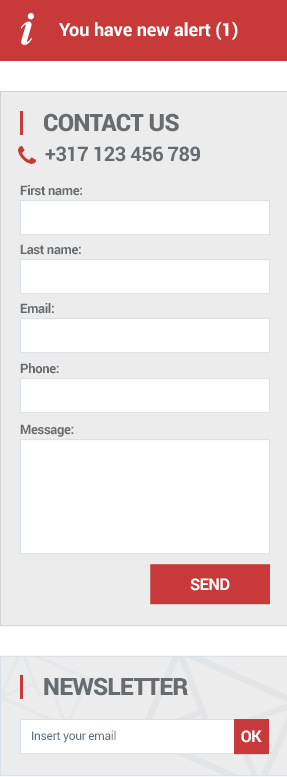 i You have new alert (1)
CONTACT US
+317 123 456 789
First name:
Last name:
Email:
Phone:
Message:
SEND
NEWSLETTER
Insert your email OK